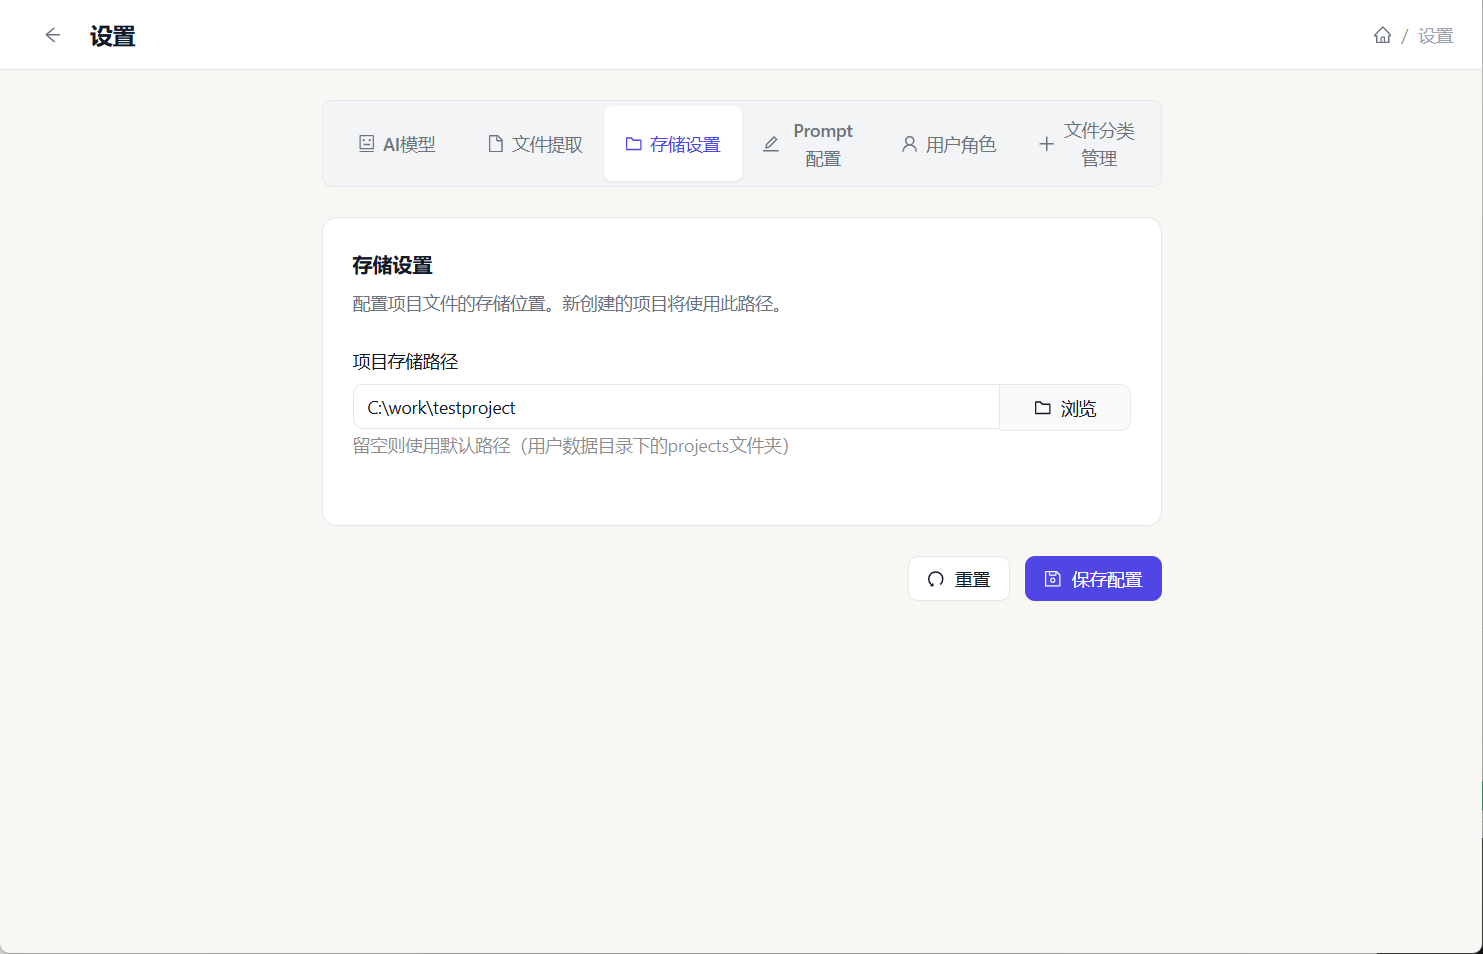 设置
/ 设置
AI模型
文件提取
存储设置
Prompt
配置
用户角色
文件分类
管理
存储设置
配置项目文件的存储位置。新创建的项目将使用此路径。
项目存储路径
C:\work\testproject
浏览
留空则使用默认路径（用户数据目录下的projects文件夹）
重置
保存配置